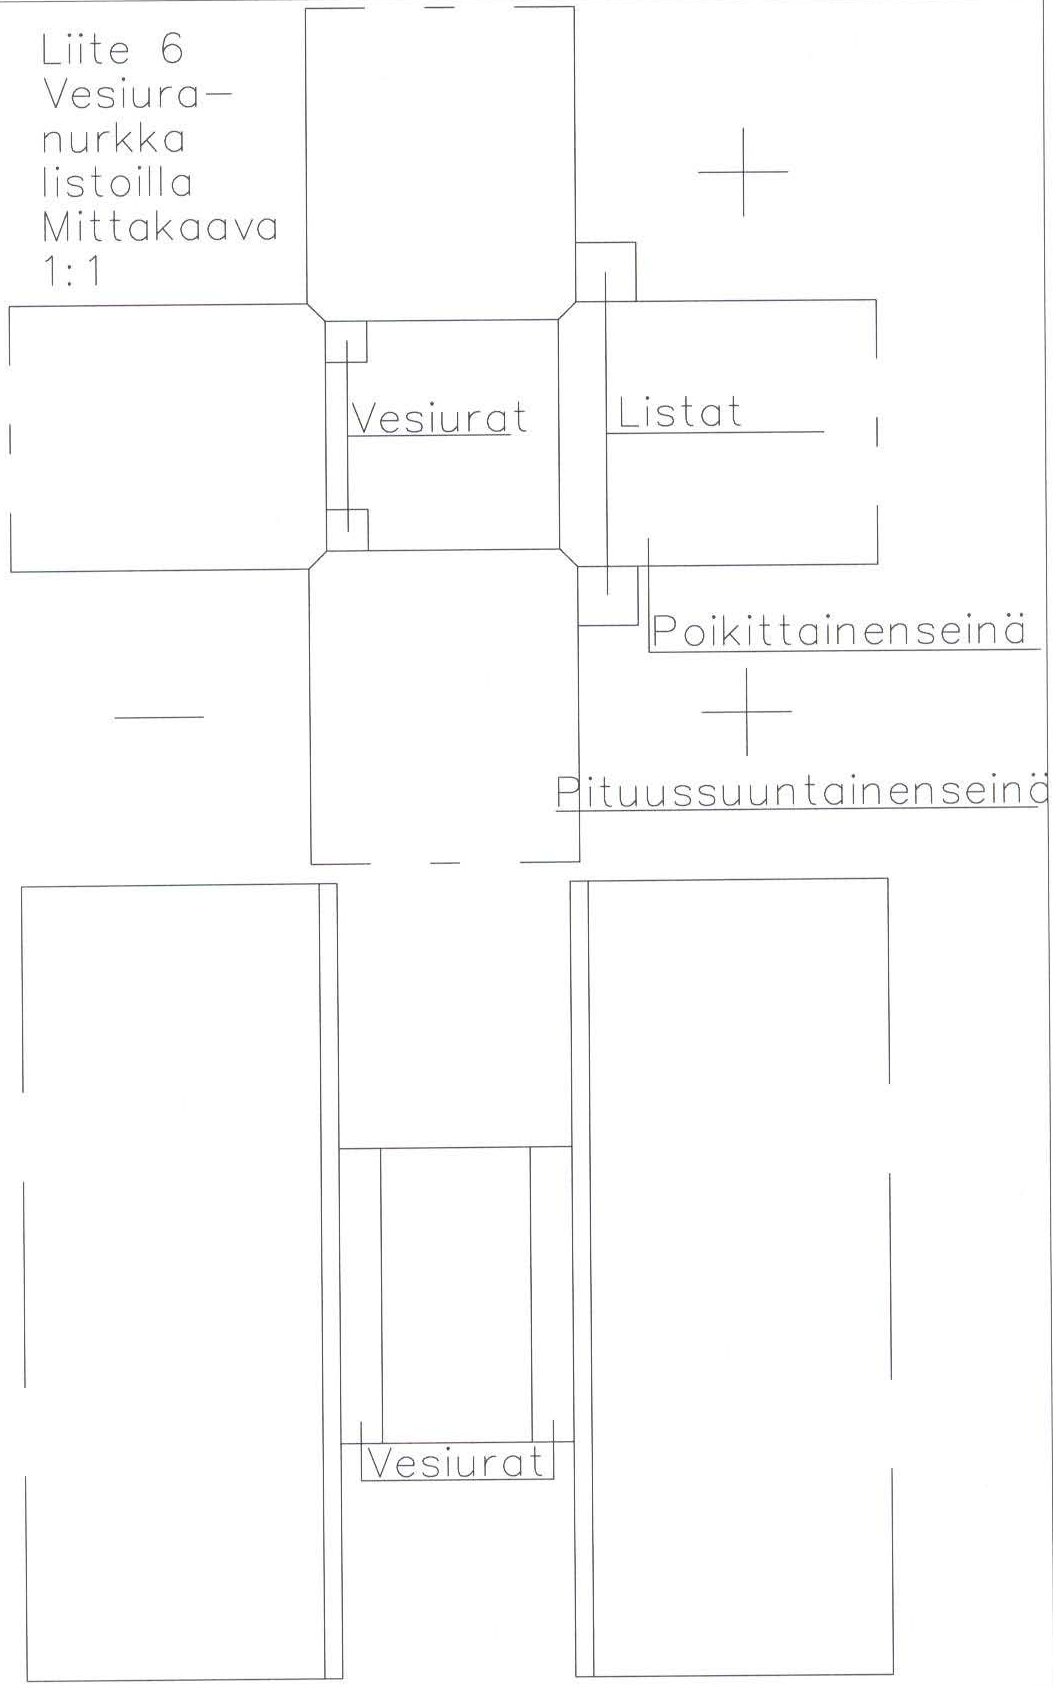 Liite 6
Vesiura-
nurkka
listoilla
Mittakaava
1:1
Vesiurat
Listat
Poikittainenseinä
Pituussuuntainenseinä
Vesiurat